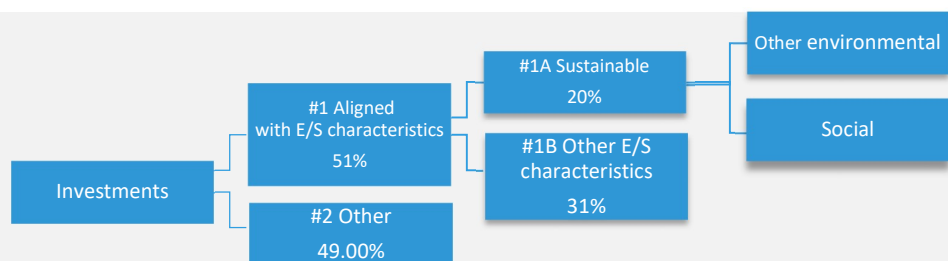 Investments
#1 Aligned
with E/S characteristics
51%
#2 Other
49.00%
#1A Sustainable
20%
#1B Other E/S
characteristics
31%
Other environmental
Social